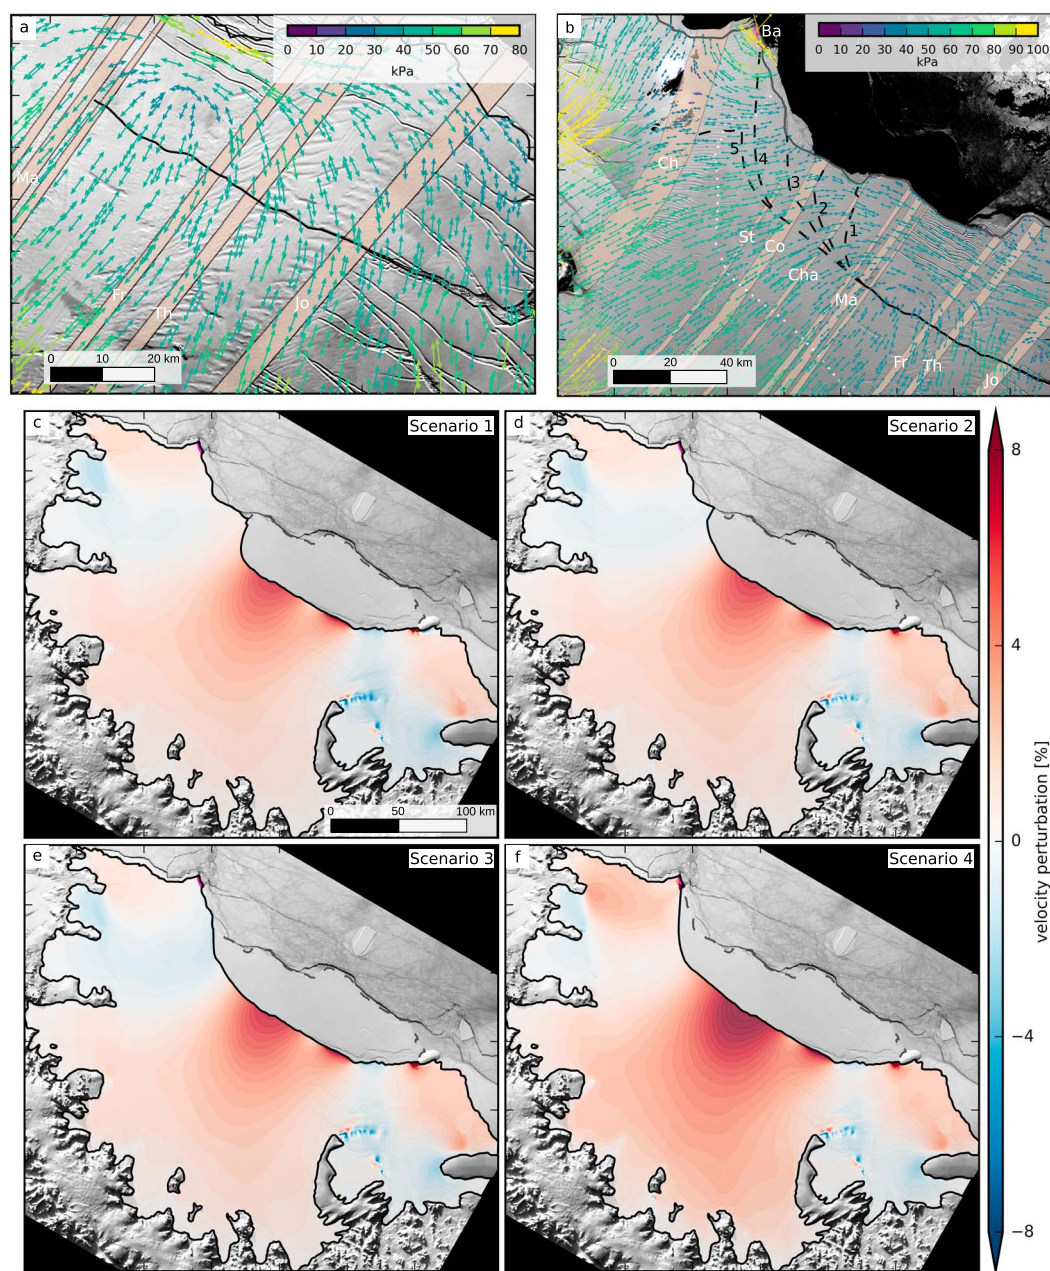 a
0 10 20 30 40 50 60 70 80
kPa
Ma
Fr
Th
Jo
0 10 20 km
b
Ba
0 10 20 30 40 50 60 70 80 90 100
kPa
Ch
5
4
3
2
1
St
Co
Cha
Ma
Fr
Th
Jo
0 20 40 km
c
Scenario 1
0 50 100 km
d
Scenario 2
e
Scenario 3
f
Scenario 4
8
4
0
−4
−8
velocity perturbation [%]